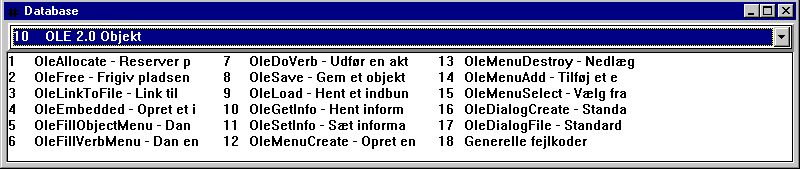 Database
10 OLE 2.0 Objekt
1 OleAllocate - Reserver p
2 OleFree - Frigiv pladsen
3 OleLinkToFile - Link til
4 OleEmbedded - Opret et i
5 OleFillObjectMenu - Dan
6 OleFillVerbMenu - Dan en
7 OleDoVerb - Udfør en akt
8 OleSave - Gem et objekt
9 OleLoad - Hent et indbun
10 OleGetInfo - Hent inform
11 OleSetInfo - Sæt informa
12 OleMenuCreate - Opret en
13 OleMenuDestroy - Nedlæg
14 OleMenuAdd - Tilføj et e
15 OleMenuSelect - Vælg fra
16 OleDialogCreate - Standa
17 OleDialogFile - Standard
18 Generelle fejlkoder